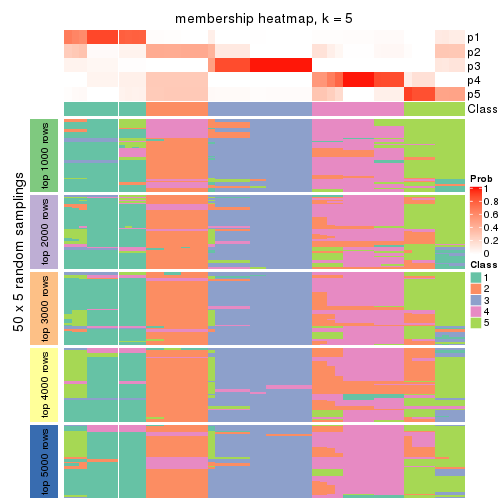 membership heatmap, k = 5
p1
p2
p3
p4
p5
Class
50 x 5 random samplings
top 1000 rows
top 2000 rows
top 3000 rows
top 4000 rows
top 5000 rows
Prob
1
0.8
0.6
0.4
0.2
0
Class
1
2
3
4
5